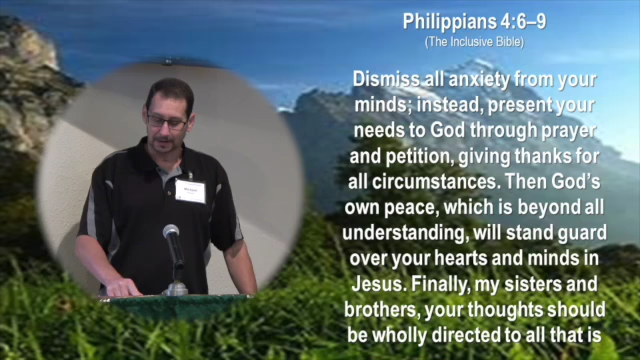 Philippians 4:6–9
(The Inclusive Bible)
Dismiss all anxiety from your
minds; instead, present your
needs to God through prayer
and petition, giving thanks for
all circumstances. Then God's
own peace, which is beyond all
understanding, will stand guard
over your hearts and minds in
Jesus. Finally, my sisters and
brothers, your thoughts should
be wholly directed to all that is